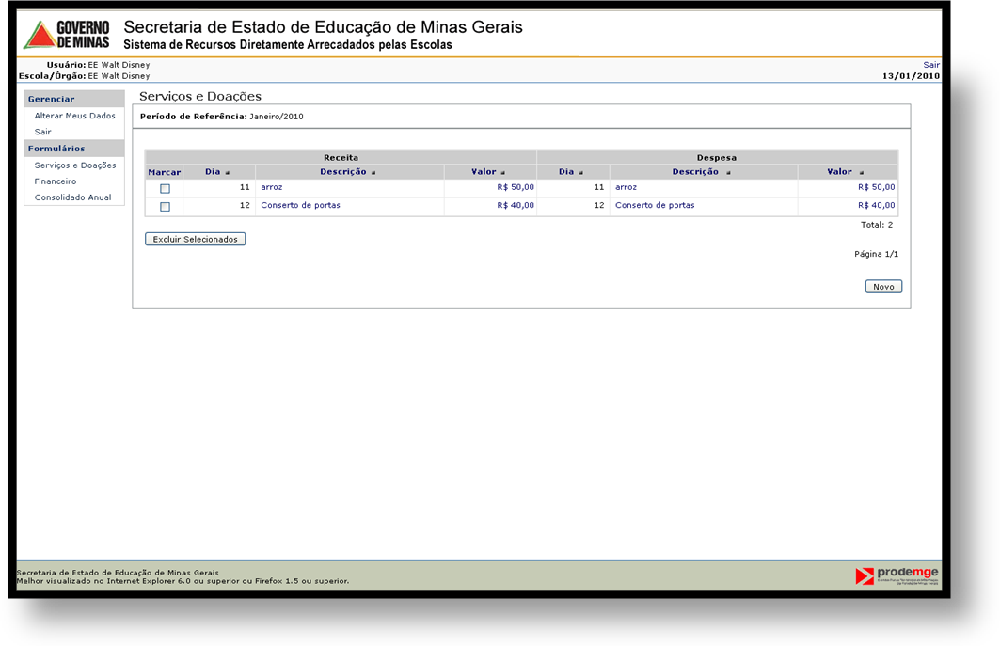 GOVERNO
DE MINAS
Secretaria de Estado de Educação de Minas Gerais
Sistema de Recursos Diretamente Arrecadados pelas Escolas
Usuário: EE Walt Disney
Sair
Escola/Órgão: EE Walt Disney
13/01/2010
Gerenciar
Alterar Meus Dados
Sair
Formulários
Serviços e Doações
Financeiro
Consolidado Anual
Serviços e Doações
Período de Referência: Janeiro/2010
Receita Despesa
Marcar Dia Descrição Valor Dia Descrição Valor
11 arroz R$ 50,00 11 arroz R$ 50,00
12 Conserto de portas R$ 40,00 12 Conserto de portas R$ 40,00
Total: 2
Excluir Selecionados
Página 1/1
Novo
Secretaria de Estado de Educação de Minas Gerais
Melhor visualizado no Internet Explorer 6.0 ou superior ou Firefox 1.5 ou superior.
prodemge